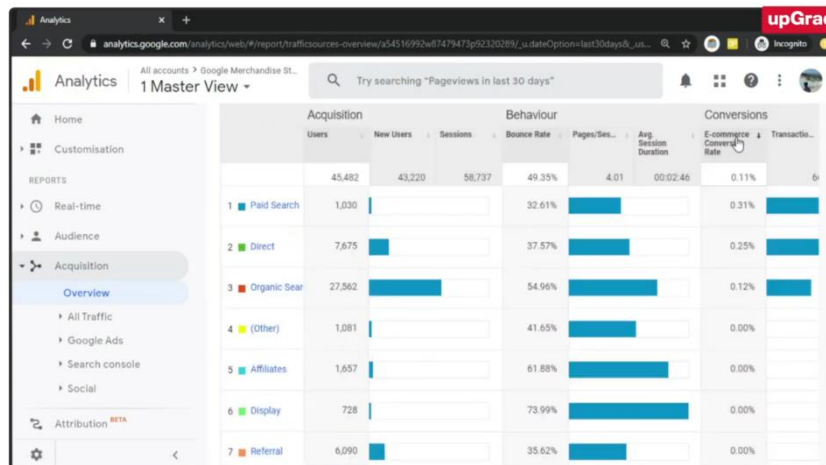 Analytics
upGrad
analytics.google.com/analytics/web/#/report/trafficsources-overview/a54516992w87479473p92320289/_u.dateOption=last30days&_us...
Incognito
Analytics
All accounts > Google Merchandise St...
1 Master View
Try searching "Pageviews in last 30 days"
Home
Customisation
REPORTS
Real-time
Audience
Acquisition
Overview
All Traffic
Google Ads
Search console
Social
Attribution BETA
Acquisition Behaviour Conversions
Users New Users Sessions Bounce Rate Pages/Ses... Avg. Session Duration E-commerce Conversion Rate Transactio...
45,482 43,220 58,737 49.35% 4.01 00:02:46 0.11%
1 Paid Search 1,030 32.61% 0.31%
2 Direct 7,675 37.57% 0.25%
3 Organic Sear 27,562 54.96% 0.12%
4 (Other) 1,081 41.65% 0.00%
5 Affiliates 1,657 61.88% 0.00%
6 Display 728 73.99% 0.00%
7 Referral 6,090 35.62% 0.00%